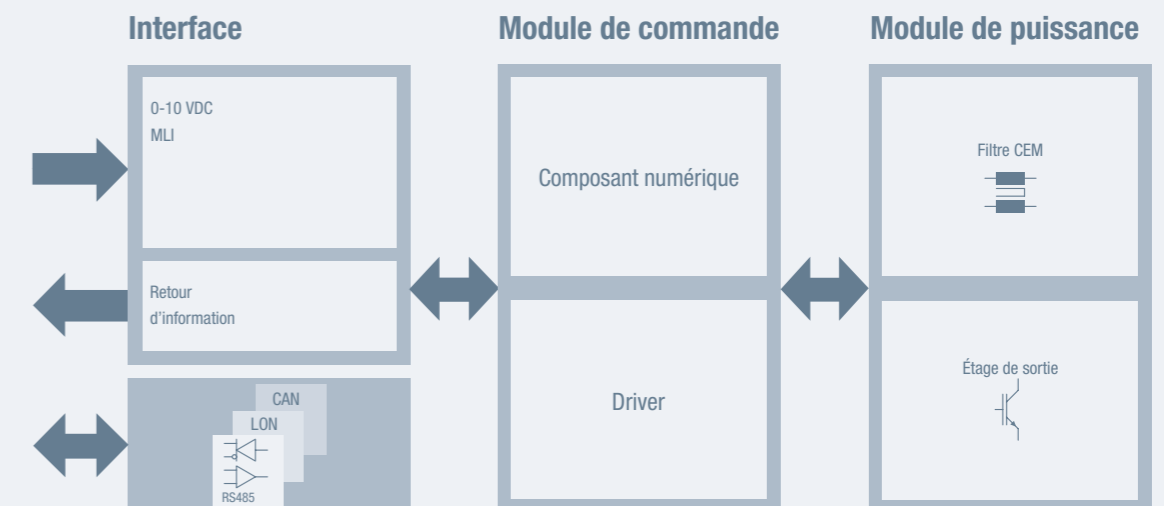 Interface
Module de commande
Module de puissance
0-10 VDC
MLI
Retour
d'information
CAN
LON
RS485
Composant numérique
Driver
Filtre CEM
Étage de sortie